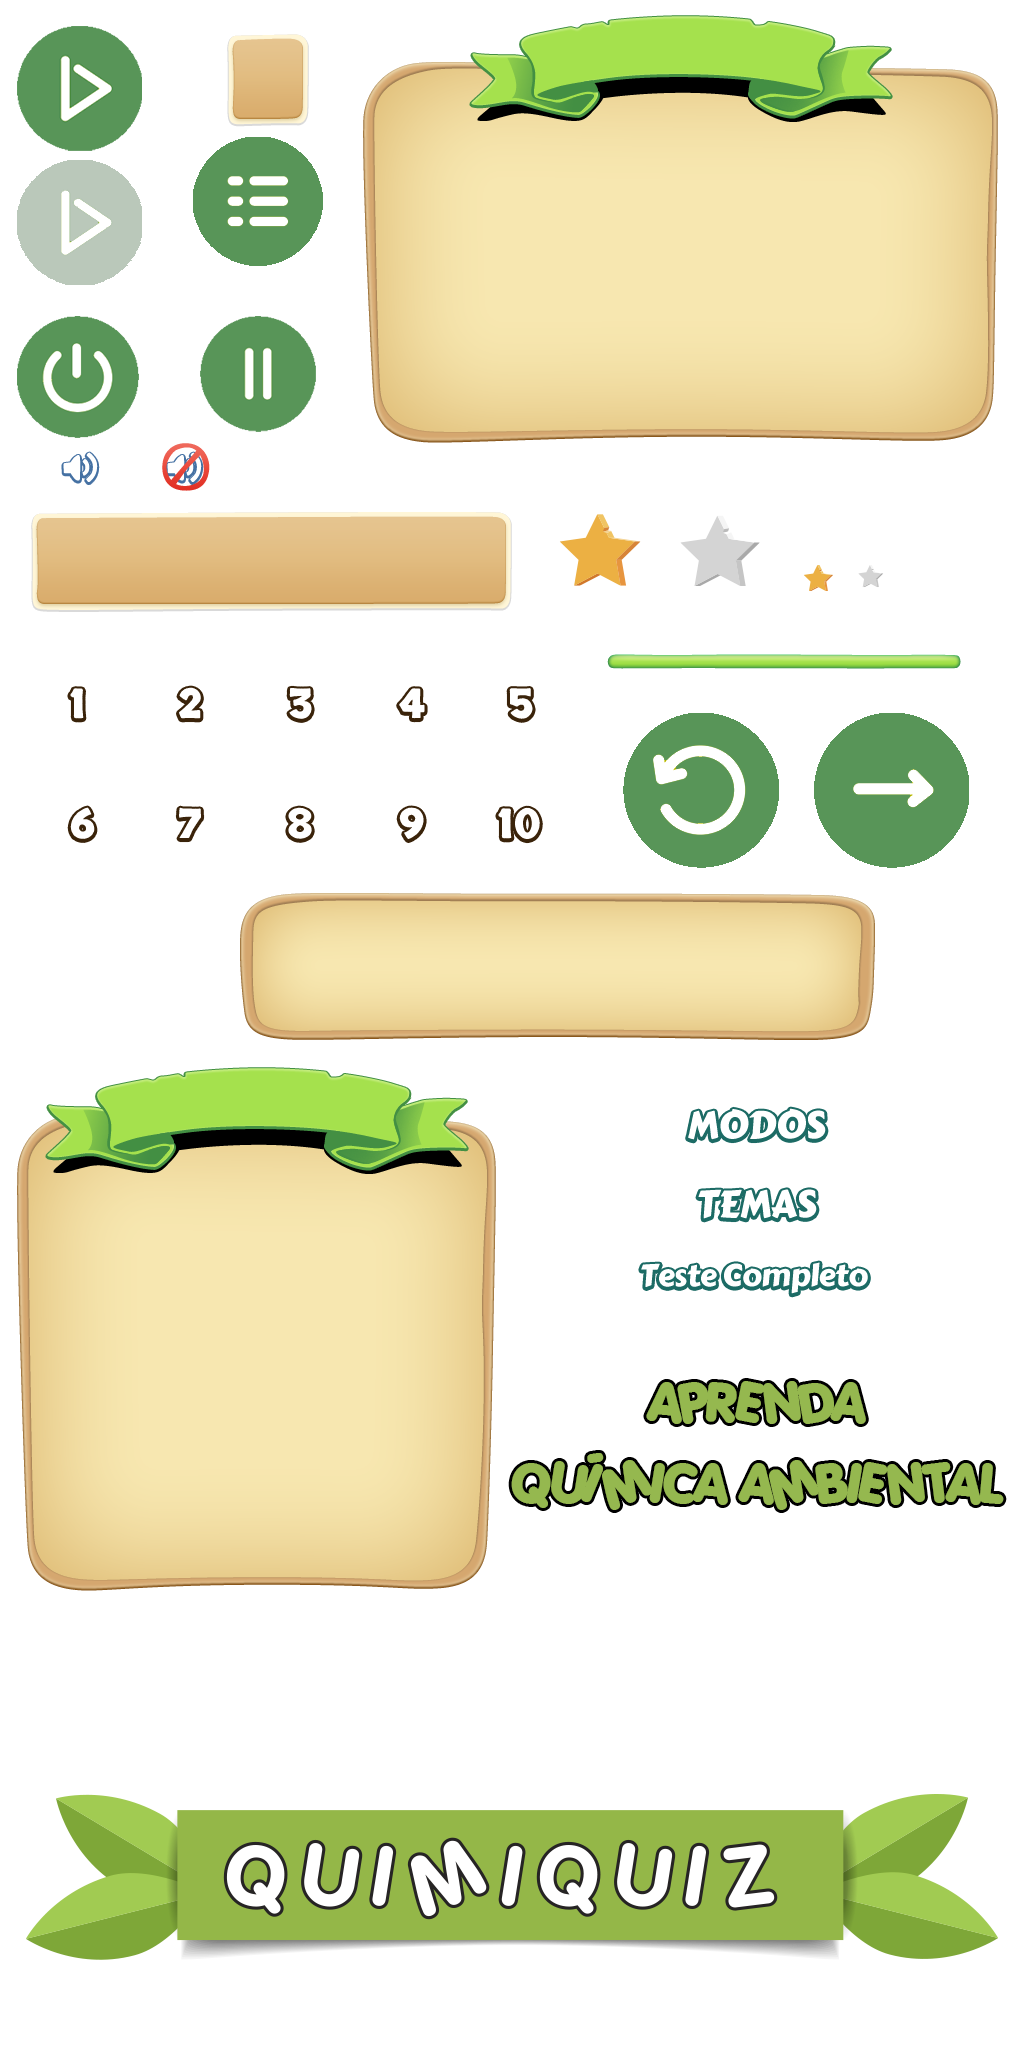 1 2 3 4 5
6 7 8 9 10
MODOS
TEMAS
Teste Completo
APRENDA
QUÍMICA AMBIENTAL
QUIMIQUIZ